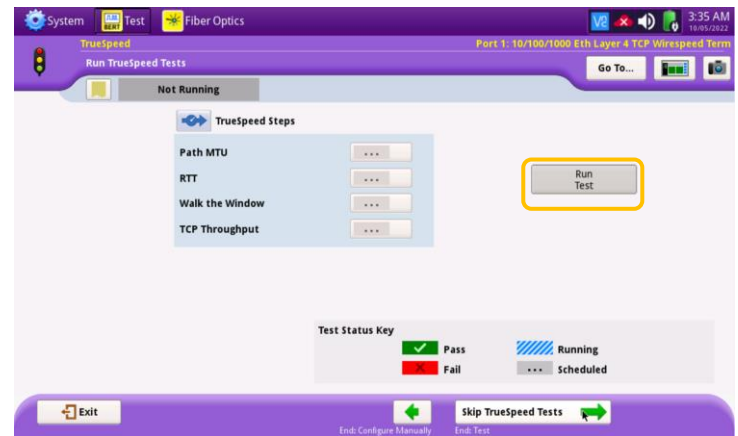 System
Test
Fiber Optics
3:35 AM
10/05/2022
TrueSpeed
Port 1: 10/100/1000 Eth Layer 4 TCP Wirespeed Term
Run TrueSpeed Tests
Go To...
Not Running
TrueSpeed Steps
Path MTU
...
RTT
...
Walk the Window
...
TCP Throughput
...
Run
Test
Test Status Key
Pass
Running
Fail
... Scheduled
Exit
Skip TrueSpeed Tests
End: Configure Manually
End: Test